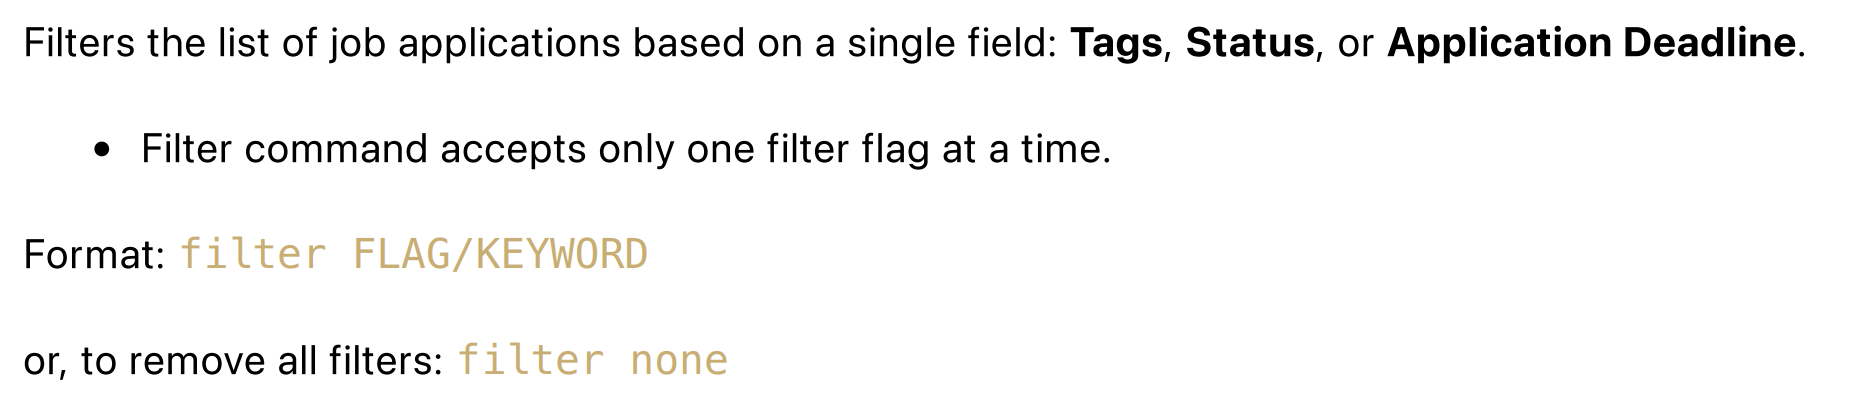 Filters the list of job applications based on a single field: Tags, Status, or Application Deadline.
• Filter command accepts only one filter flag at a time.
Format: filter FLAG/KEYWORD
or, to remove all filters: filter none